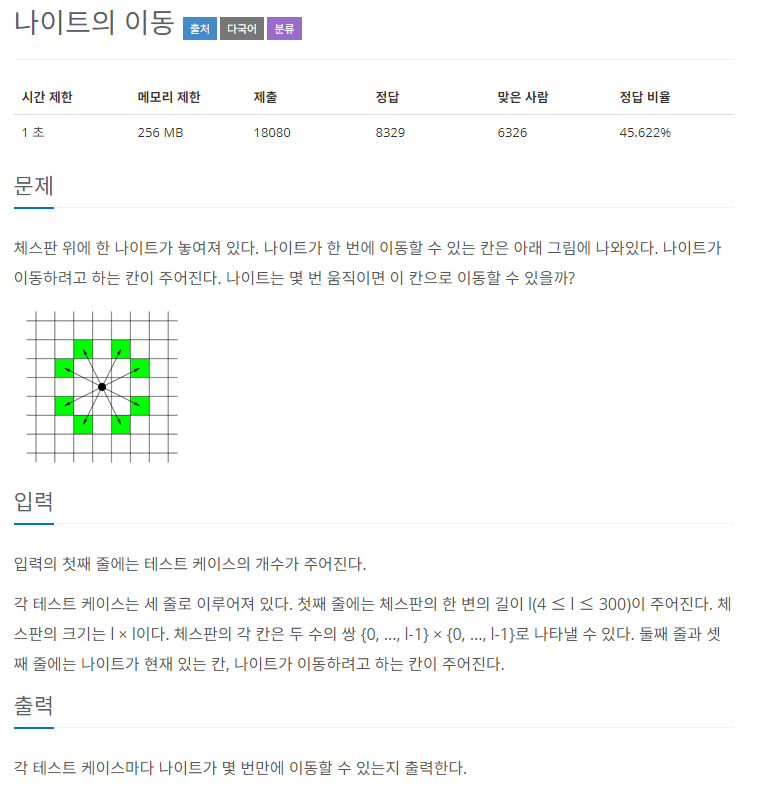 나이트의 이동 출처 다국어 분류
시간 제한 메모리 제한 제출 정답 맞은 사람 정답 비율
1 초 256 MB 18080 8329 6326 45.622%
문제
체스판 위에 한 나이트가 놓여져 있다. 나이트가 한 번에 이동할 수 있는 칸은 아래 그림에 나와있다. 나이트가
이동하려고 하는 칸이 주어진다. 나이트는 몇 번 움직이면 이 칸으로 이동할 수 있을까?
입력
입력의 첫째 줄에는 테스트 케이스의 개수가 주어진다.
각 테스트 케이스는 세 줄로 이루어져 있다. 첫째 줄에는 체스판의 한 변의 길이 l(4 ≤ l ≤ 300)이 주어진다. 체
스판의 크기는 l × l이다. 체스판의 각 칸은 두 수의 쌍 {0, ..., l-1} × {0, ..., l-1}로 나타낼 수 있다. 둘째 줄과 셋
째 줄에는 나이트가 현재 있는 칸, 나이트가 이동하려고 하는 칸이 주어진다.
출력
각 테스트 케이스마다 나이트가 몇 번만에 이동할 수 있는지 출력한다.